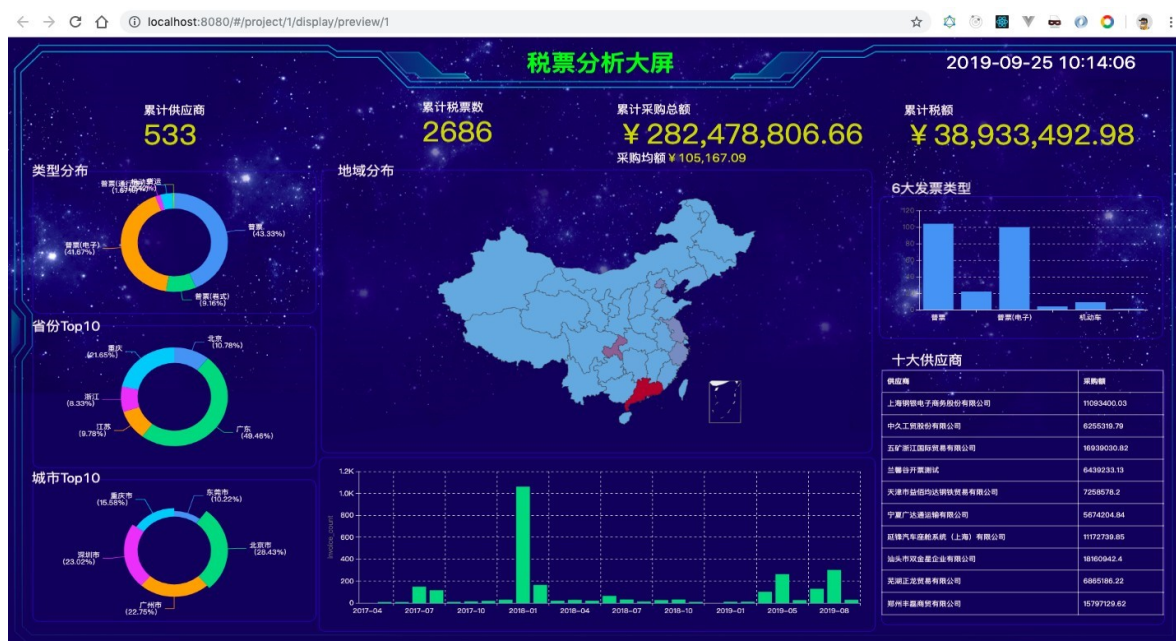 localhost:8080/#/project/1/display/preview/1
税票分析大屏
2019-09-25 10:14:06
累计供应商
533
累计税票数
2686
累计采购总额
￥282,478,806.66
采购均额￥105,167.09
累计税额
￥38,933,492.98
类型分布
普票
(43.33%)
普票(电子)
(41.67%)
普票(卷式)
(9.16%)
省份Top10
重庆
(21.65%)
北京
(10.78%)
浙江
(8.33%)
江苏
(9.78%)
广东
(49.46%)
城市Top10
重庆市
(15.58%)
东莞市
(10.22%)
深圳市
(23.02%)
北京市
(28.43%)
广州市
(22.75%)
地域分布
invoice_count
1.2K
1.0K
800
600
400
200
0
2017-04 2017-07 2017-10 2018-01 2018-04 2018-07 2018-10 2019-01 2019-05 2019-08
6大发票类型
120
100
80
普票 普票(电子) 机动车
十大供应商
供应商 采购额
上海钢银电子商务股份有限公司 11093400.03
中久工贸股份有限公司 6255319.79
五矿浙江国际贸易有限公司 16939030.82
兰馨谷开票测试 6439233.13
天津市益佰均达钢铁贸易有限公司 7258578.2
宁夏广达通运输有限公司 5674204.84
延锋汽车座舱系统（上海）有限公司 11172739.85
汕头市双金星企业有限公司 18160942.4
芜湖正龙贸易有限公司 6865186.22
郑州丰磊商贸有限公司 15797129.62